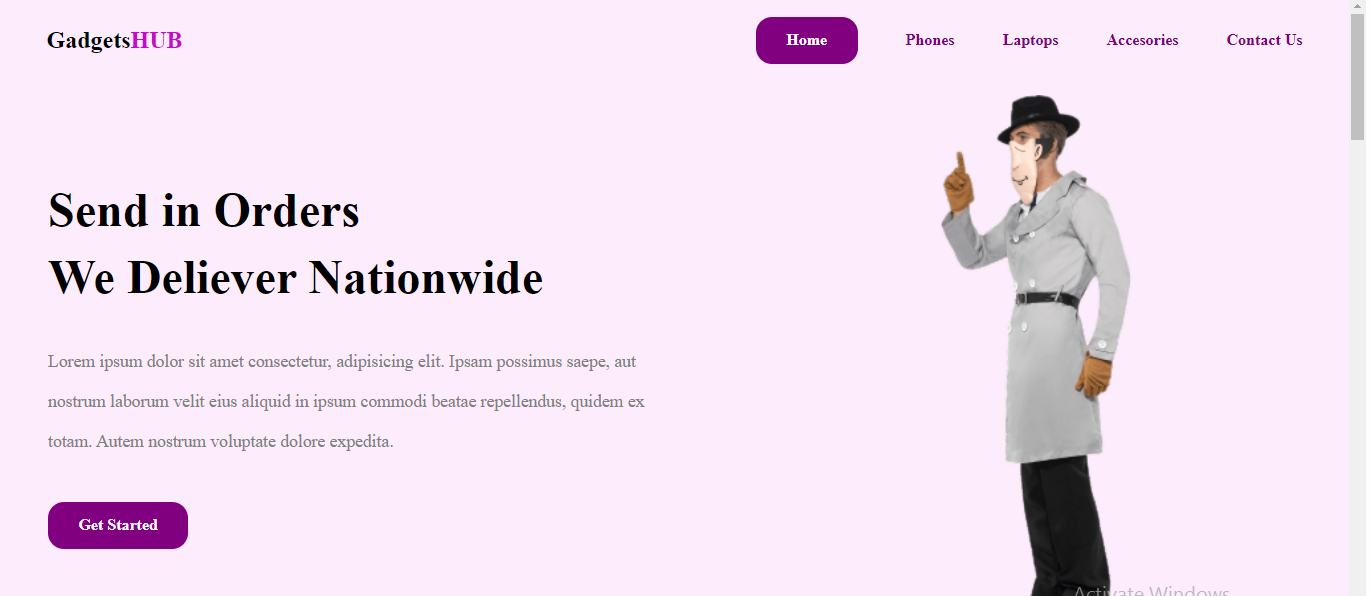 GadgetsHUB
Home Phones Laptops Accesories Contact Us
Send in Orders
We Deliever Nationwide
Lorem ipsum dolor sit amet consectetur, adipisicing elit. Ipsam possimus saepe, aut
nostrum laborum velit eius aliquid in ipsum commodi beatae repellendus, quidem ex
totam. Autem nostrum voluptate dolore expedita.
Get Started
Activate Windows